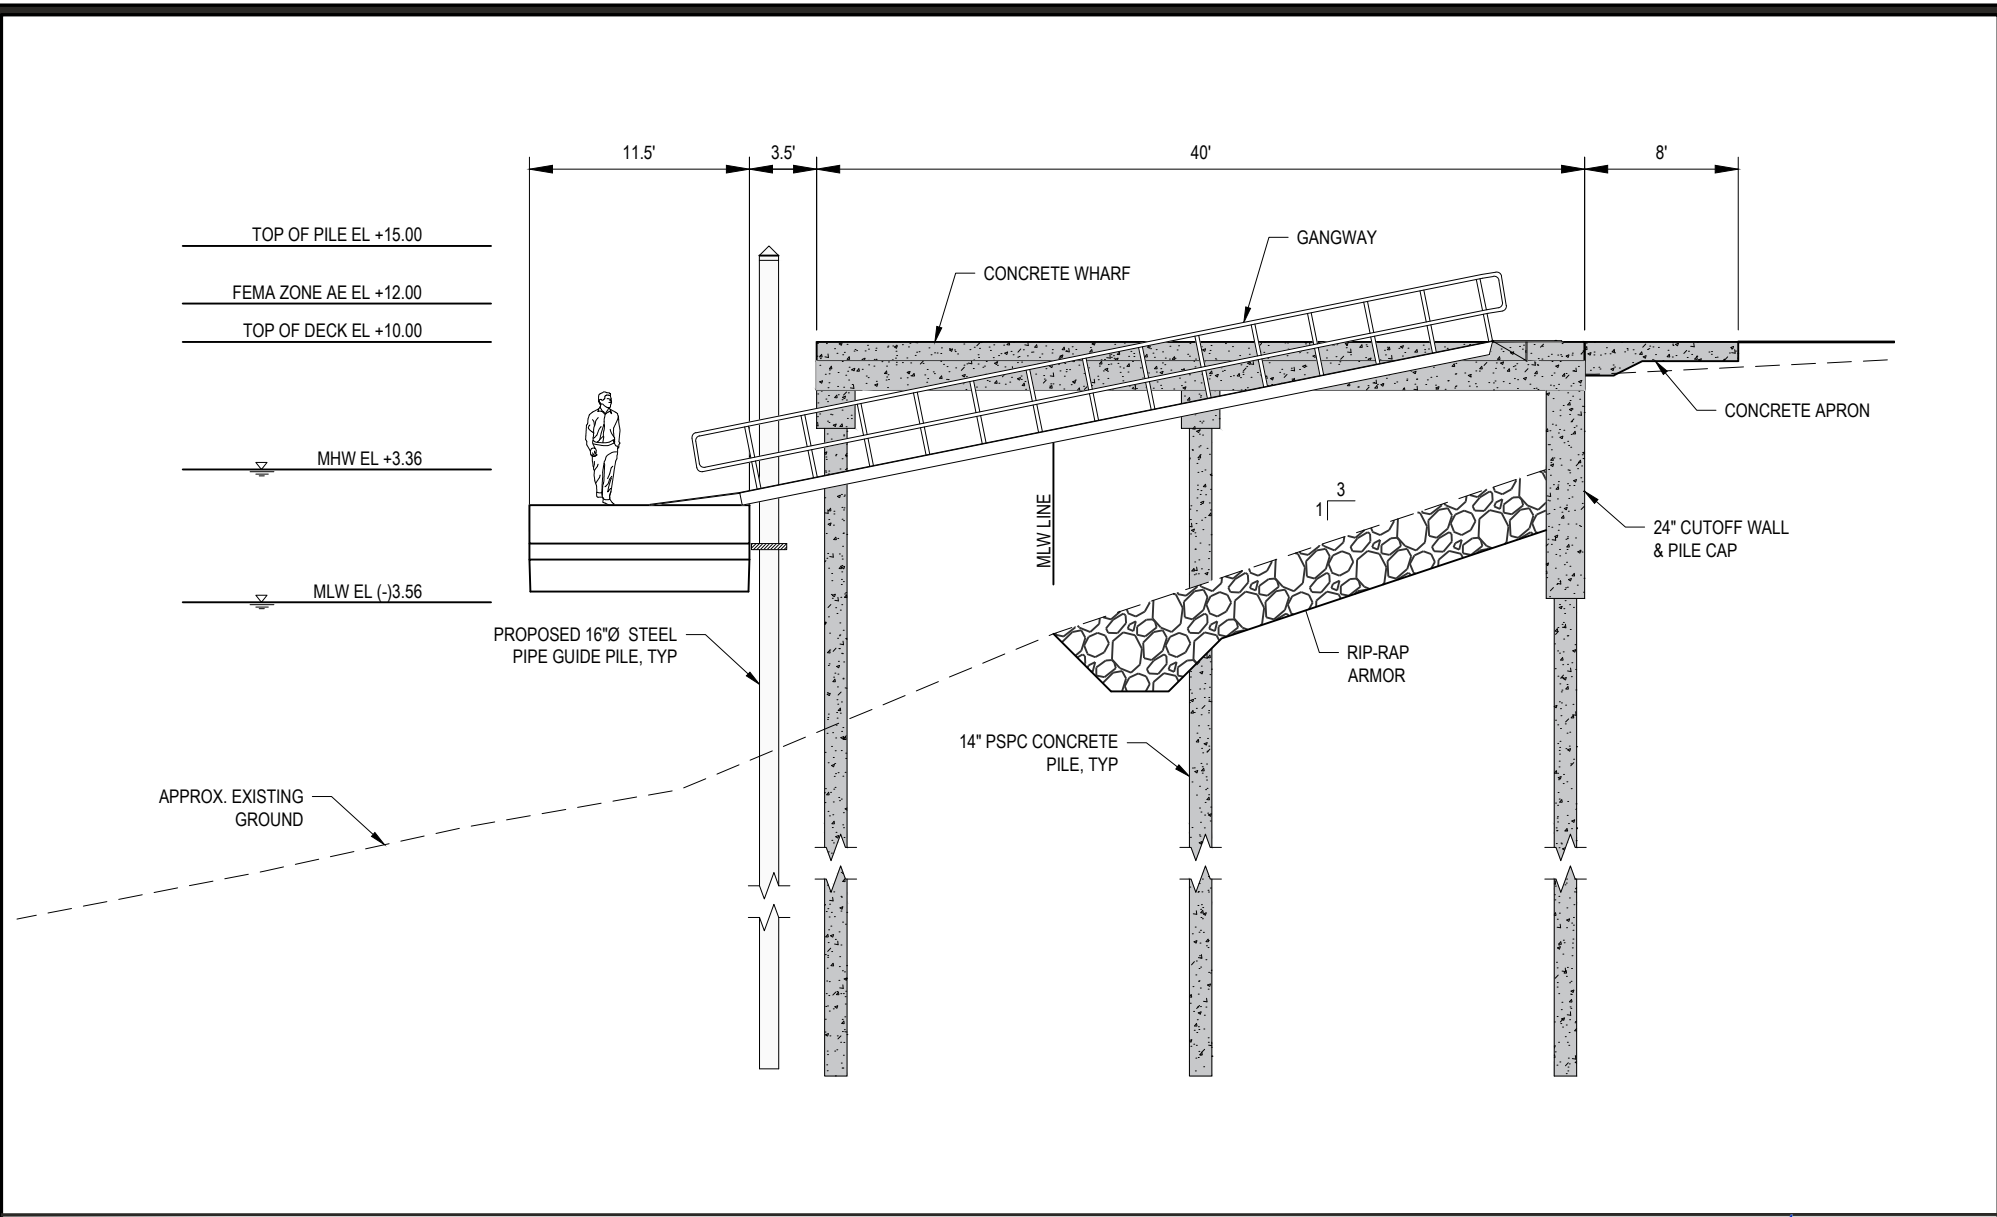 11.5'
3.5'
40'
8'
TOP OF PILE EL +15.00
FEMA ZONE AE EL +12.00
TOP OF DECK EL +10.00
MHW EL +3.36
MLW EL (-)3.56
GANGWAY
CONCRETE WHARF
CONCRETE APRON
MLW LINE
3
1
24" CUTOFF WALL
& PILE CAP
PROPOSED 16"Ø STEEL
PIPE GUIDE PILE, TYP
RIP-RAP
ARMOR
14" PSPC CONCRETE
PILE, TYP
APPROX. EXISTING
GROUND